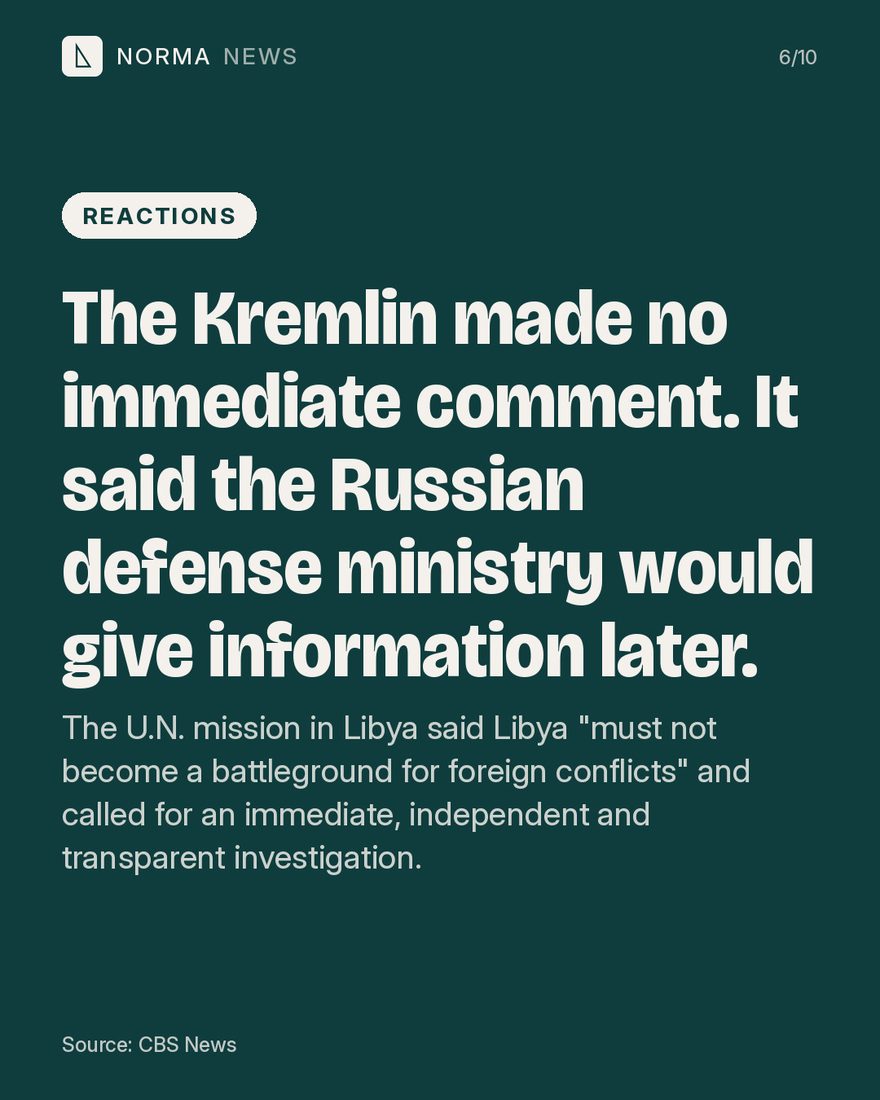 NORMA NEWS
6/10
REACTIONS
The Kremlin made no
immediate comment. It
said the Russian
defense ministry would
give information later.
The U.N. mission in Libya said Libya "must not
become a battleground for foreign conflicts" and
called for an immediate, independent and
transparent investigation.
Source: CBS News